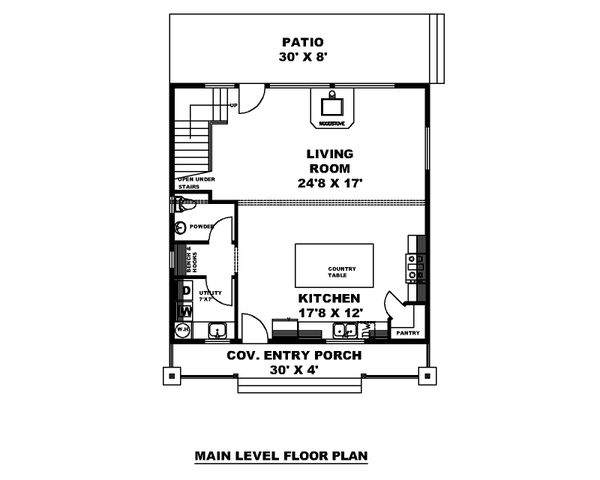 PATIO
30' X 8'
UP
WOODSTOVE
LIVING
ROOM
24'8 X 17'
OPEN UNDER
STAIRS
POWDER
BENCH &
HOOKS
COUNTRY
TABLE
UTILITY
7'X7'
D
W
W.H
KITCHEN
17'8 X 12'
PANTRY
COV. ENTRY PORCH
30' X 4'
MAIN LEVEL FLOOR PLAN